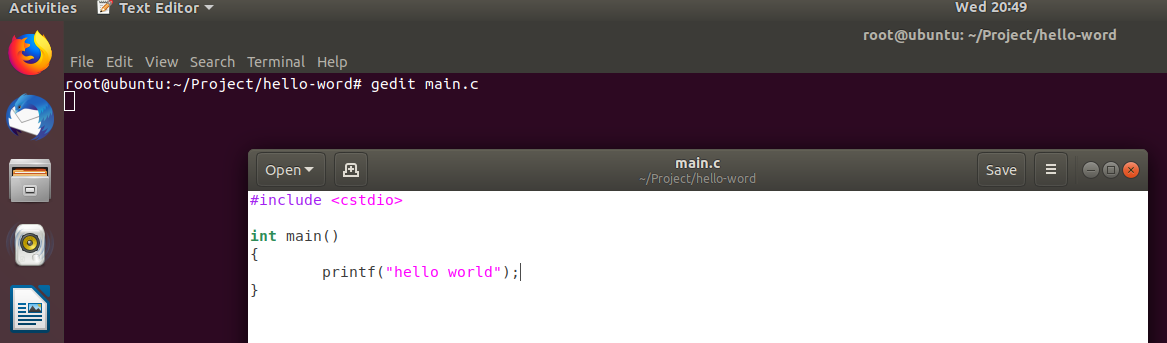 Activities Text Editor Wed 20:49
root@ubuntu: ~/Project/hello-word
File Edit View Search Terminal Help
root@ubuntu:~/Project/hello-word# gedit main.c
Open main.c Save
~/Project/hello-word
#include <cstdio>
int main()
{
printf("hello world");
}